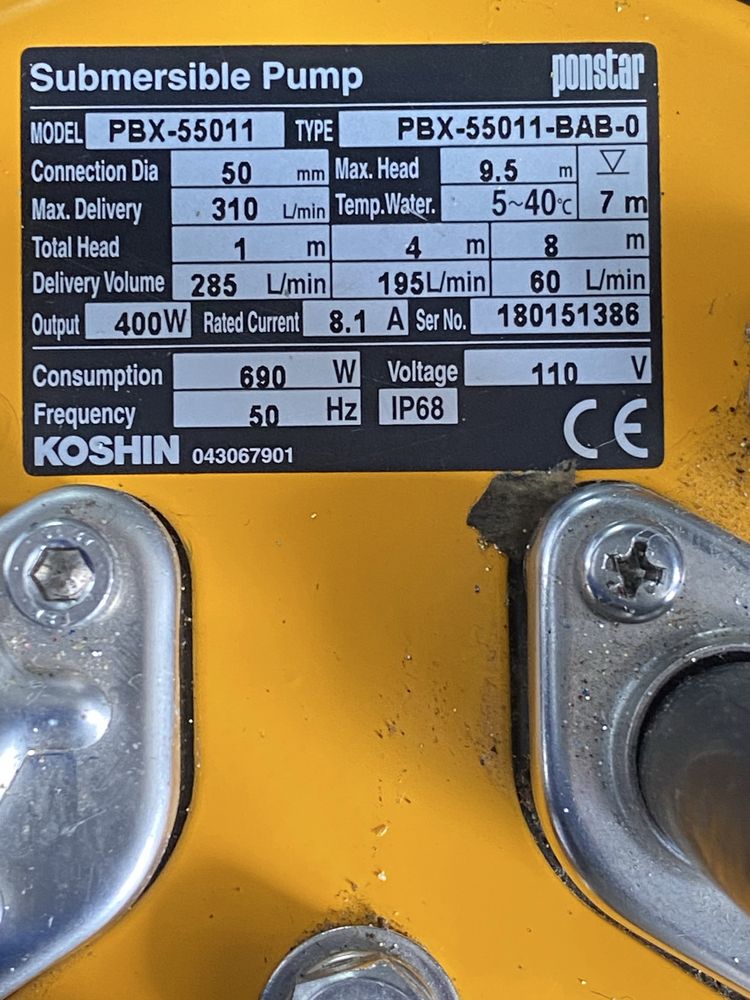 Submersible Pump ponstar
MODEL PBX-55011 TYPE PBX-55011-BAB-0
Connection Dia 50 mm Max. Head 9.5 m
Max. Delivery 310 L/min Temp.Water. 5~40°C 7 m
Total Head 1 m 4 m 8 m
Delivery Volume 285 L/min 195 L/min 60 L/min
Output 400W Rated Current 8.1 A Ser No. 180151386
Consumption 690 W Voltage 110 V
Frequency 50 Hz IP68 CE
KOSHIN 043067901